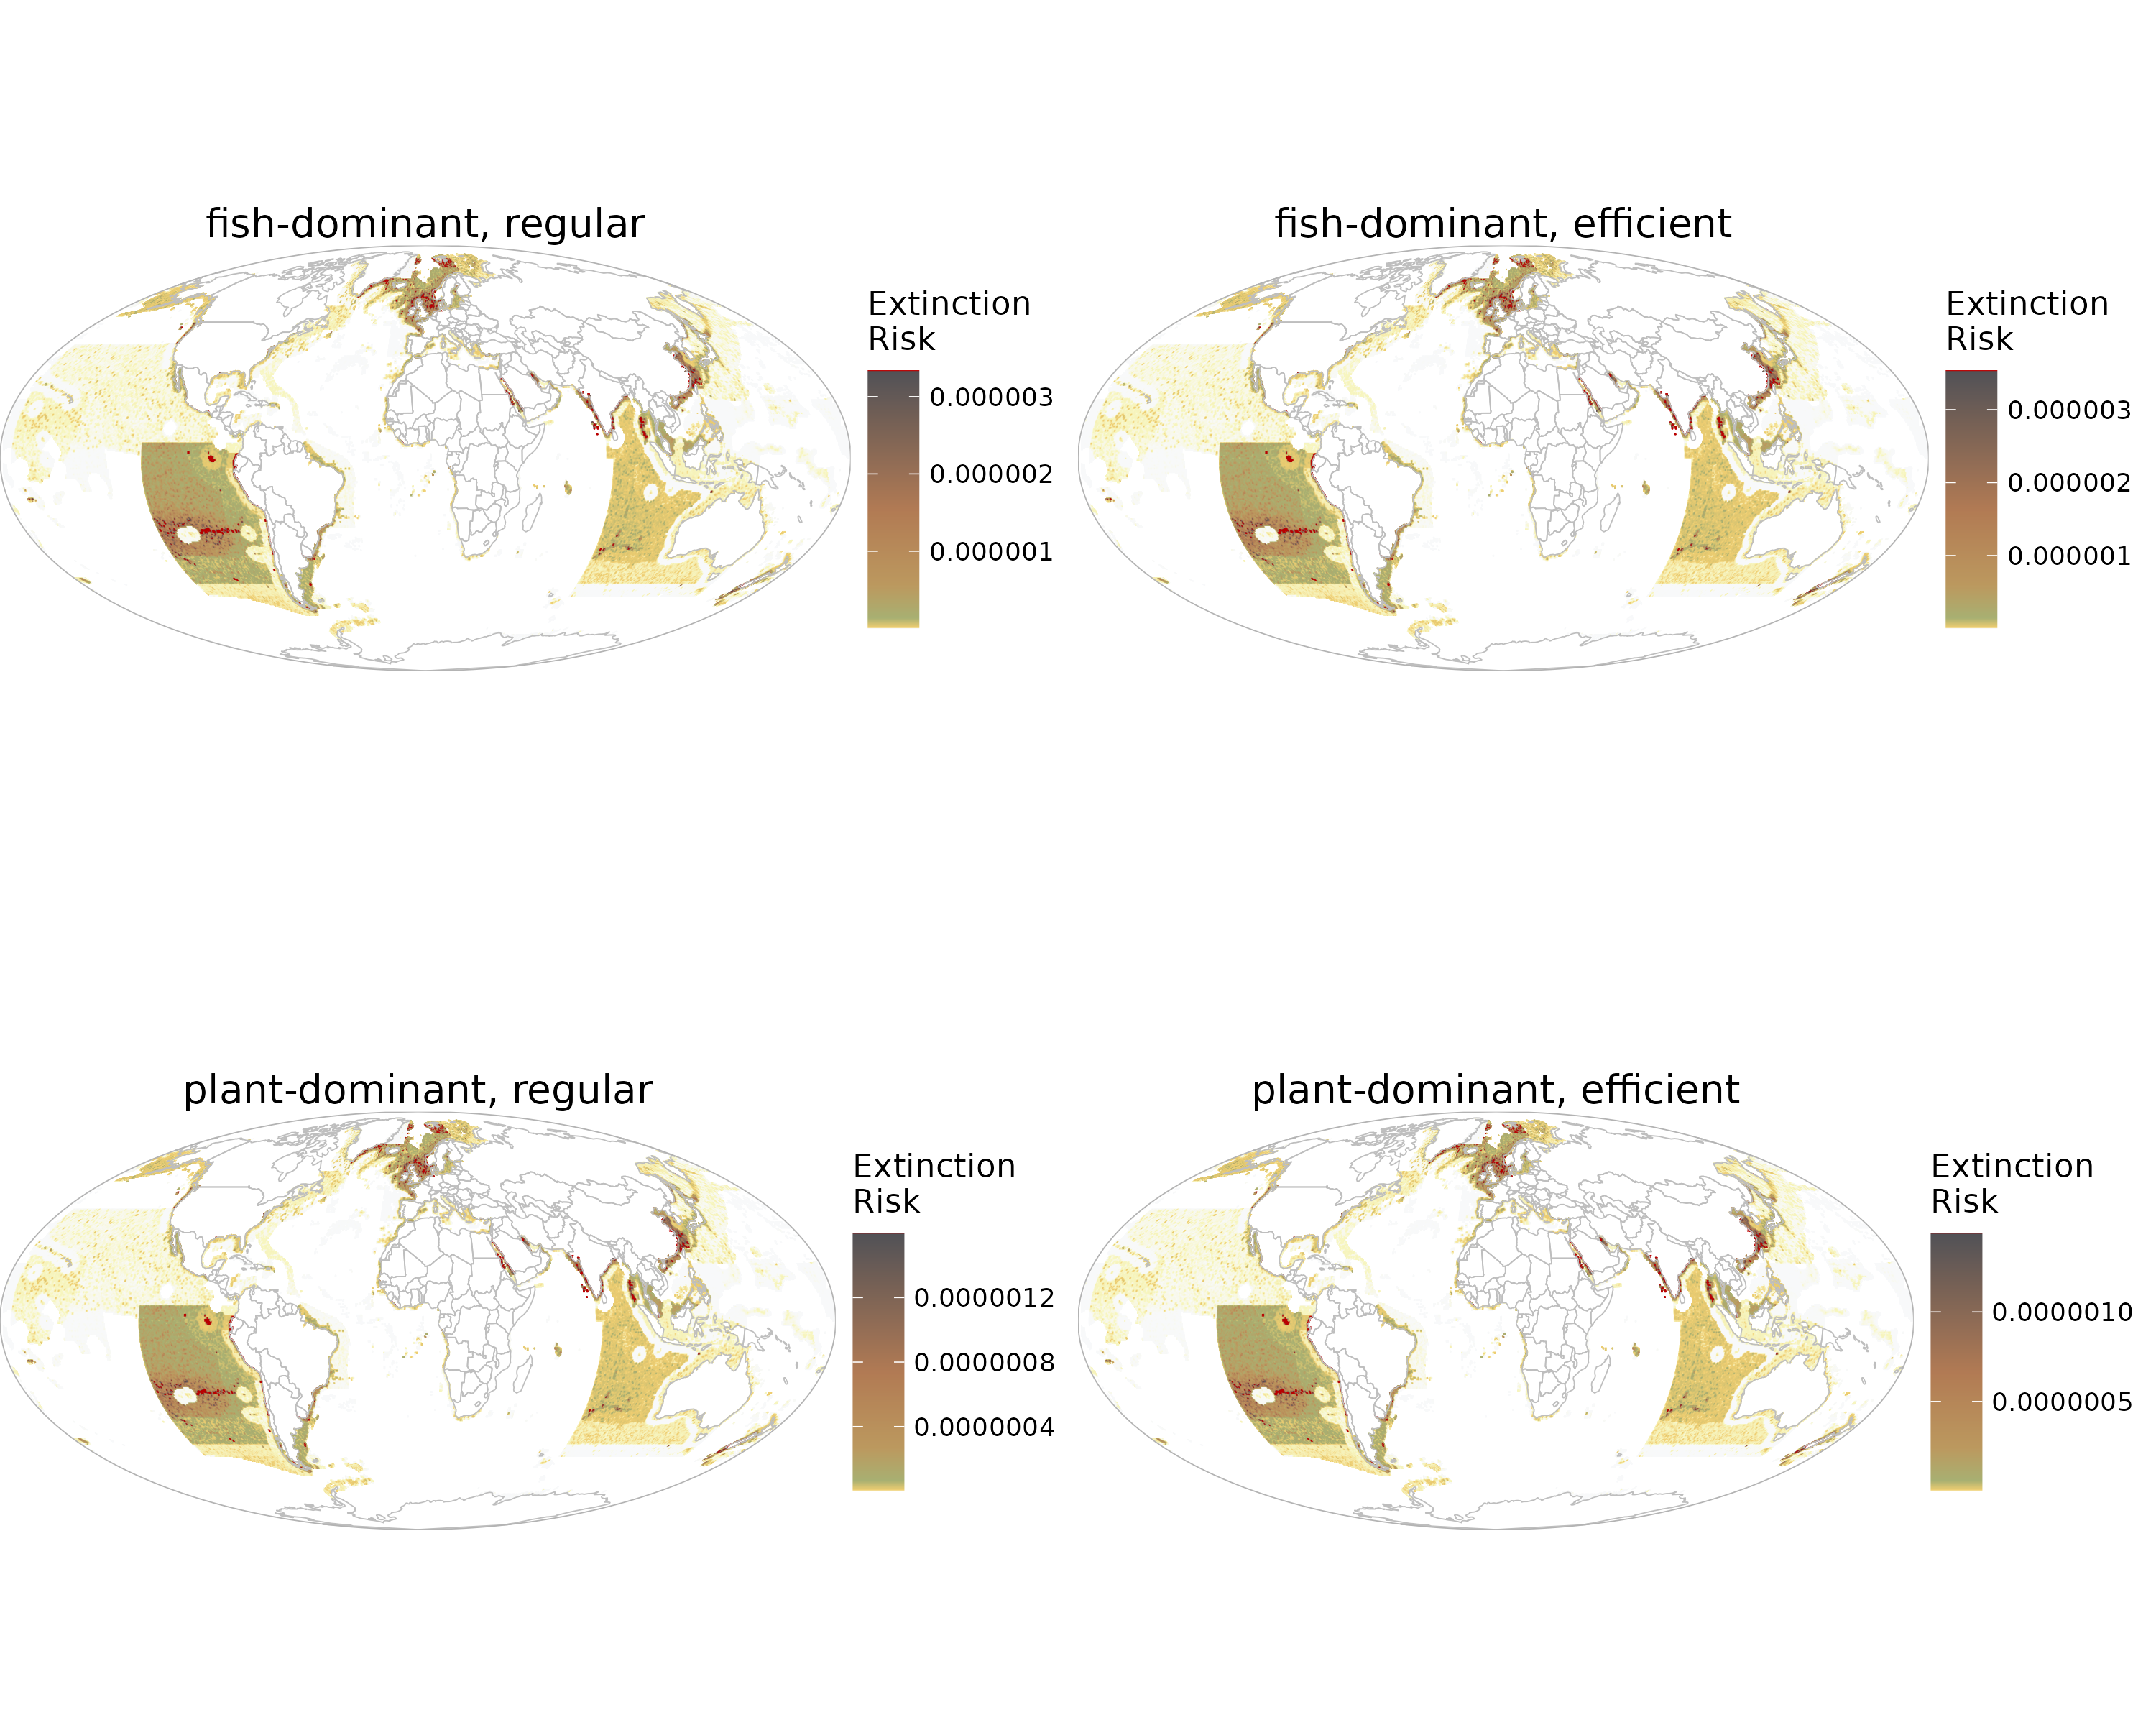 fish-dominant, regular
Extinction
Risk
0.000003
0.000002
0.000001
fish-dominant, efficient
Extinction
Risk
0.000003
0.000002
0.000001
plant-dominant, regular
Extinction
Risk
0.0000012
0.0000008
0.0000004
plant-dominant, efficient
Extinction
Risk
0.0000010
0.0000005